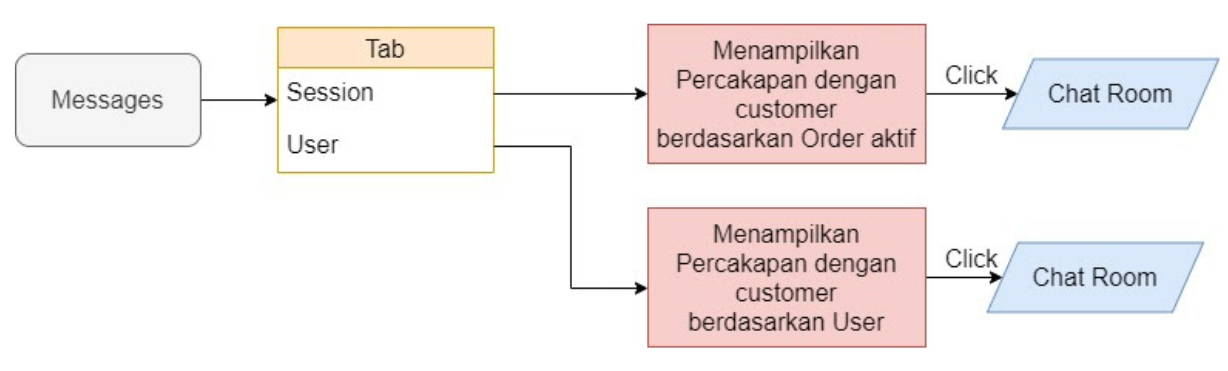 Messages
Tab
Session
User
Menampilkan
Percakapan dengan
customer
berdasarkan Order aktif
Click
Chat Room
Menampilkan
Percakapan dengan
customer
berdasarkan User
Click
Chat Room